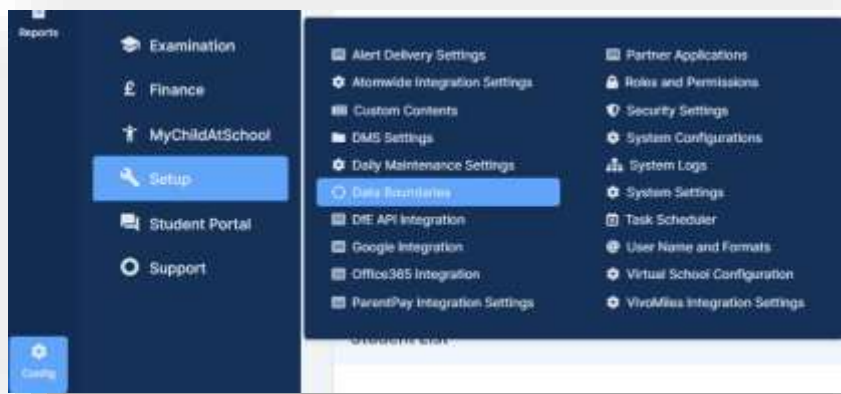 Reports
Examination
Finance
MyChildAtSchool
Setup
Student Portal
Support
Config
Alert Delivery Settings
Atomwide Integration Settings
Custom Contents
DMS Settings
Daily Maintenance Settings
Data Boundaries
DfE API Integration
Google Integration
Office365 Integration
ParentPay Integration Settings
Partner Applications
Roles and Permissions
Security Settings
System Configurations
System Logs
System Settings
Task Scheduler
User Name and Formats
Virtual School Configuration
VivoMiles Integration Settings
Student List